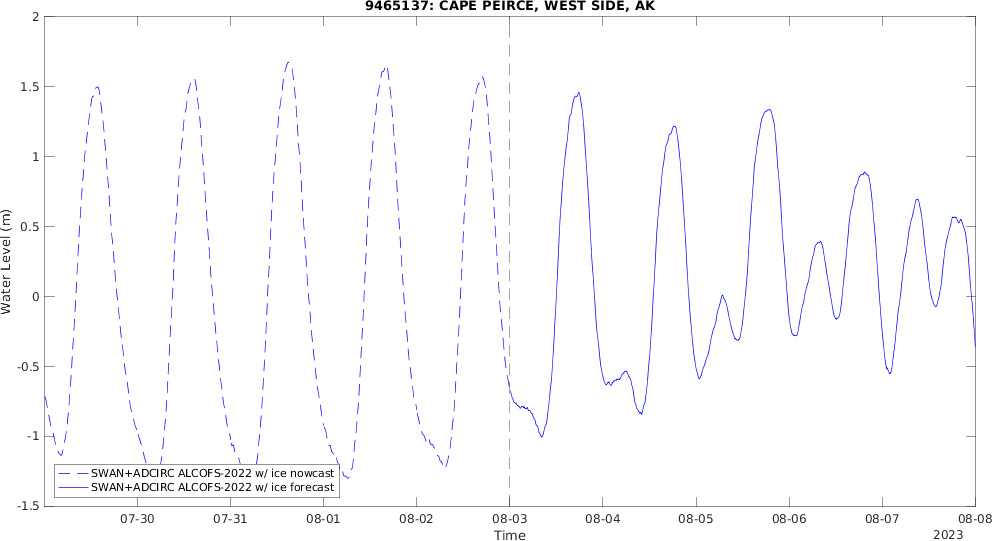 9465137: CAPE PEIRCE, WEST SIDE, AK
2
1.5
1
0.5
0
-0.5
-1
-1.5
Water Level (m)
SWAN+ADCIRC ALCOFS-2022 w/ ice nowcast
SWAN+ADCIRC ALCOFS-2022 w/ ice forecast
07-30 07-31 08-01 08-02 08-03 08-04 08-05 08-06 08-07 08-08
Time
2023